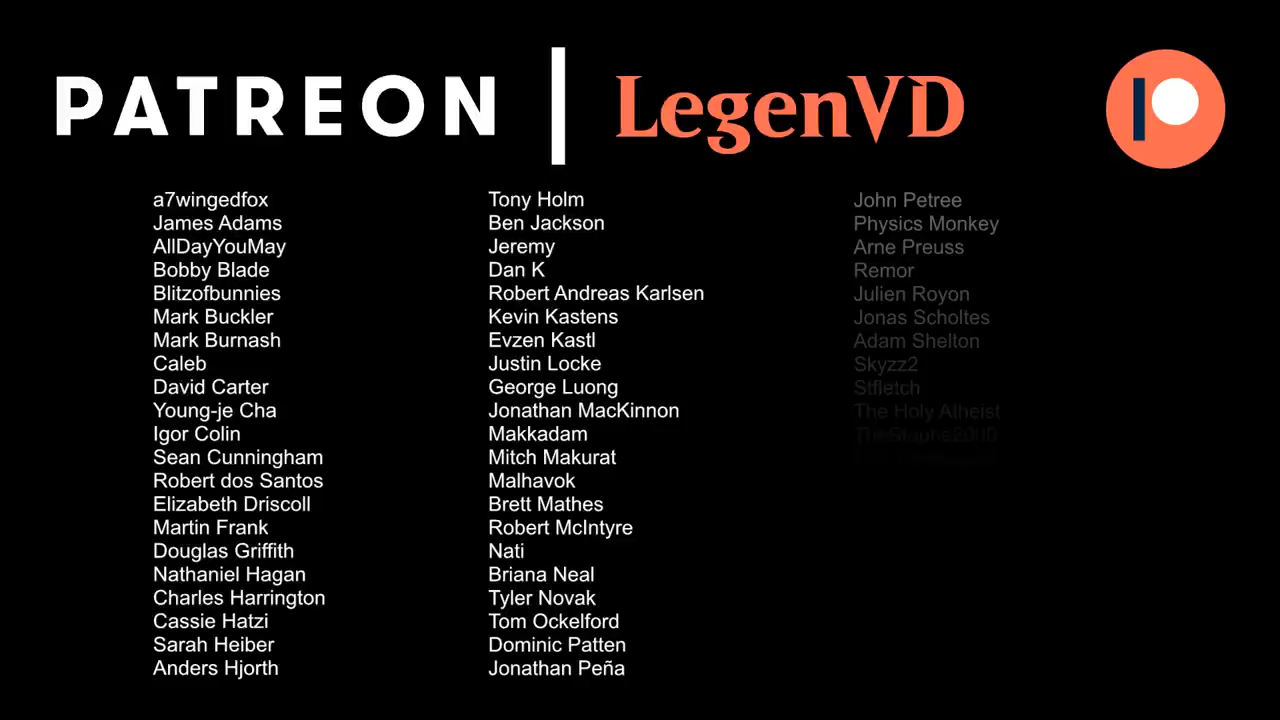 PATREON | LegenVD
a7wingedfox
James Adams
AllDayYouMay
Bobby Blade
Blitzofbunnies
Mark Buckler
Mark Burnash
Caleb
David Carter
Young-je Cha
Igor Colin
Sean Cunningham
Robert dos Santos
Elizabeth Driscoll
Martin Frank
Douglas Griffith
Nathaniel Hagan
Charles Harrington
Cassie Hatzi
Sarah Heiber
Anders Hjorth
Tony Holm
Ben Jackson
Jeremy
Dan K
Robert Andreas Karlsen
Kevin Kastens
Evzen Kastl
Justin Locke
George Luong
Jonathan MacKinnon
Makkadam
Mitch Makurat
Malhavok
Brett Mathes
Robert McIntyre
Nati
Briana Neal
Tyler Novak
Tom Ockelford
Dominic Patten
Jonathan Peña
John Petree
Physics Monkey
Arne Preuss
Remor
Julien Royon
Jonas Scholtes
Adam Shelton
Skyzz2
Stfletch
The Holy Atheist